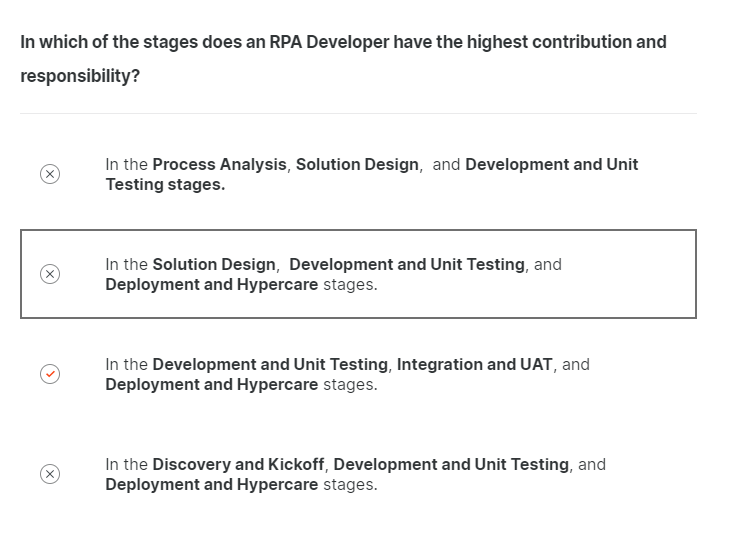 In which of the stages does an RPA Developer have the highest contribution and
responsibility?
In the Process Analysis, Solution Design, and Development and Unit
Testing stages.
In the Solution Design, Development and Unit Testing, and
Deployment and Hypercare stages.
In the Development and Unit Testing, Integration and UAT, and
Deployment and Hypercare stages.
In the Discovery and Kickoff, Development and Unit Testing, and
Deployment and Hypercare stages.